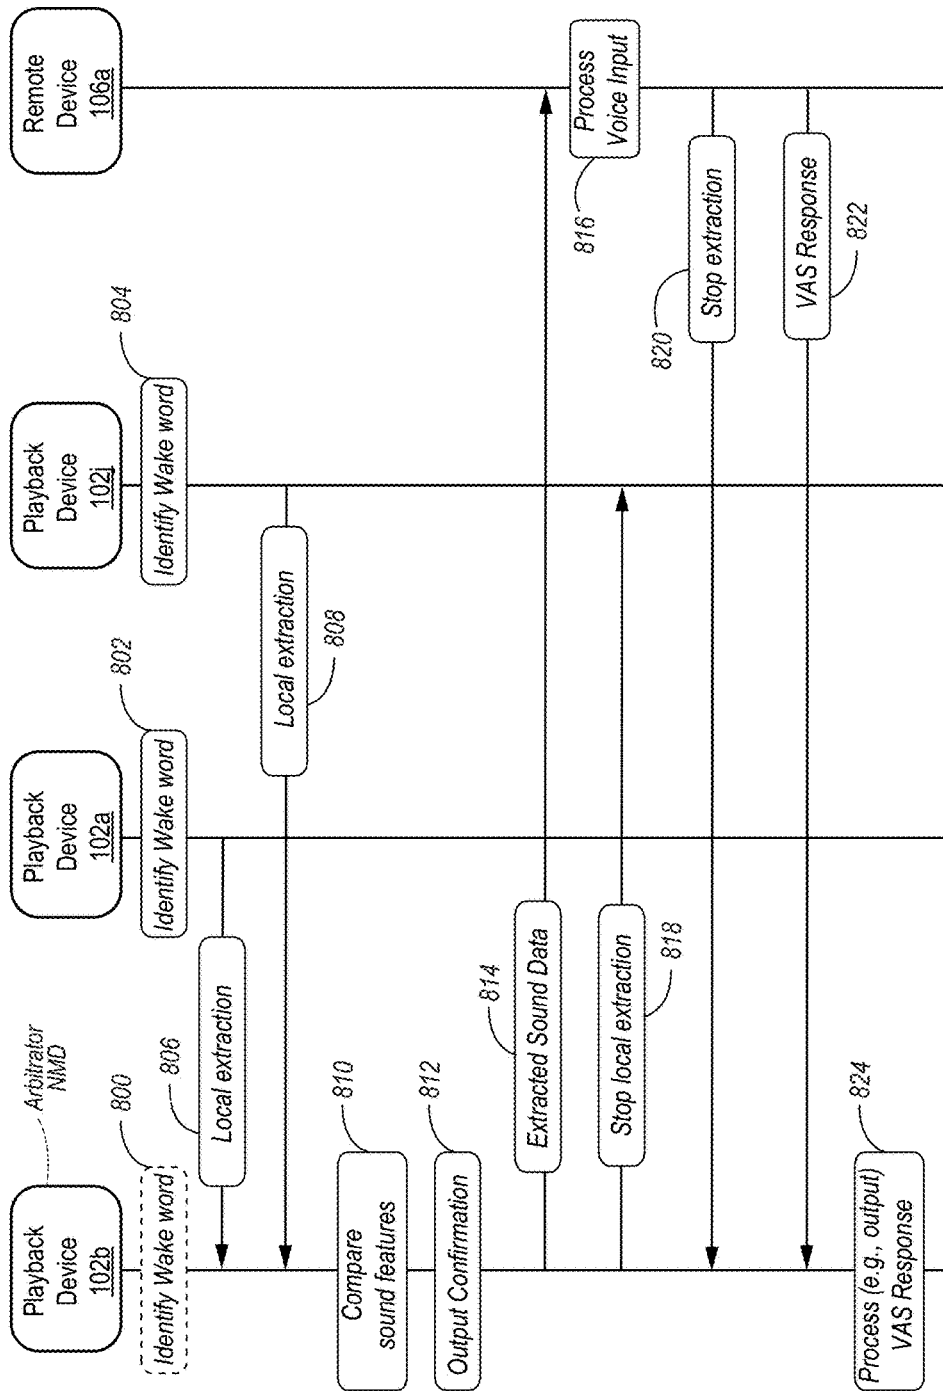 Playback
Device
102b
Arbitrator
NMD
Playback
Device
102a
Playback
Device
102j
Remote
Device
106a
Identify Wake word
800
Identify Wake word
802
Identify Wake word
804
Local extraction
806
Local extraction
808
Compare
sound features
810
Output Confirmation
812
Extracted Sound Data
814
Process
Voice Input
816
Stop local extraction
818
Stop extraction
820
VAS Response
822
Process (e.g., output)
VAS Response
824